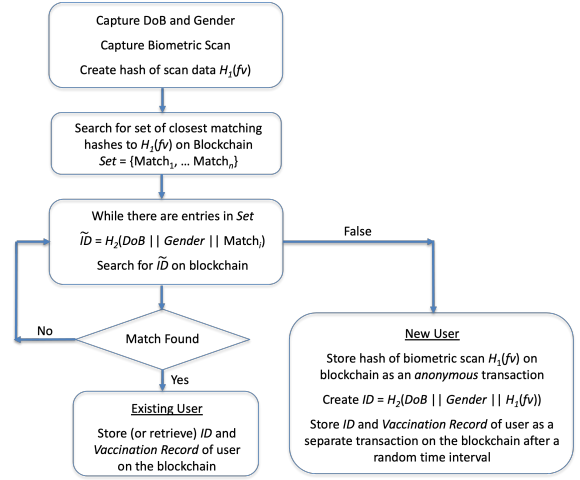 Capture DoB and Gender
Capture Biometric Scan
Create hash of scan data H₁(fv)
Search for set of closest matching
hashes to H₁(fv) on Blockchain
Set = {Match₁, ... Matchₙ}
While there are entries in Set
ĨD̃ = H₂(DoB || Gender || Matchᵢ)
Search for ĨD̃ on blockchain
False
No
Match Found
Yes
Existing User
Store (or retrieve) ID and
Vaccination Record of user
on the blockchain
New User
Store hash of biometric scan H₁(fv) on
blockchain as an anonymous transaction
Create ID = H₂(DoB || Gender || H₁(fv))
Store ID and Vaccination Record of user as a
separate transaction on the blockchain after a
random time interval